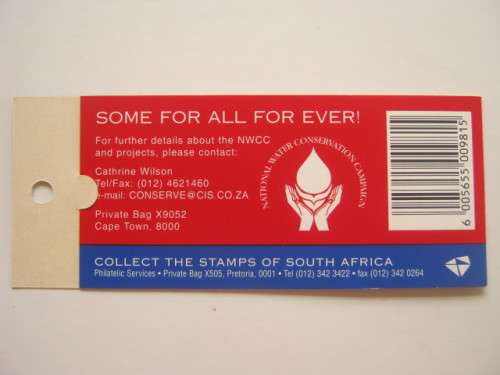 SOME FOR ALL FOR EVER!
For further details about the NWCC
and projects, please contact:
Cathrine Wilson
Tel/Fax: (012) 4621460
e-mail: CONSERVE@CIS.CO.ZA
Private Bag X9052
Cape Town, 8000
NATIONAL WATER CONSERVATION CAMPAIGN
6 005655 009815
COLLECT THE STAMPS OF SOUTH AFRICA
Philatelic Services • Private Bag X505, Pretoria, 0001 • Tel (012) 342 3422 • fax (012) 342 0264